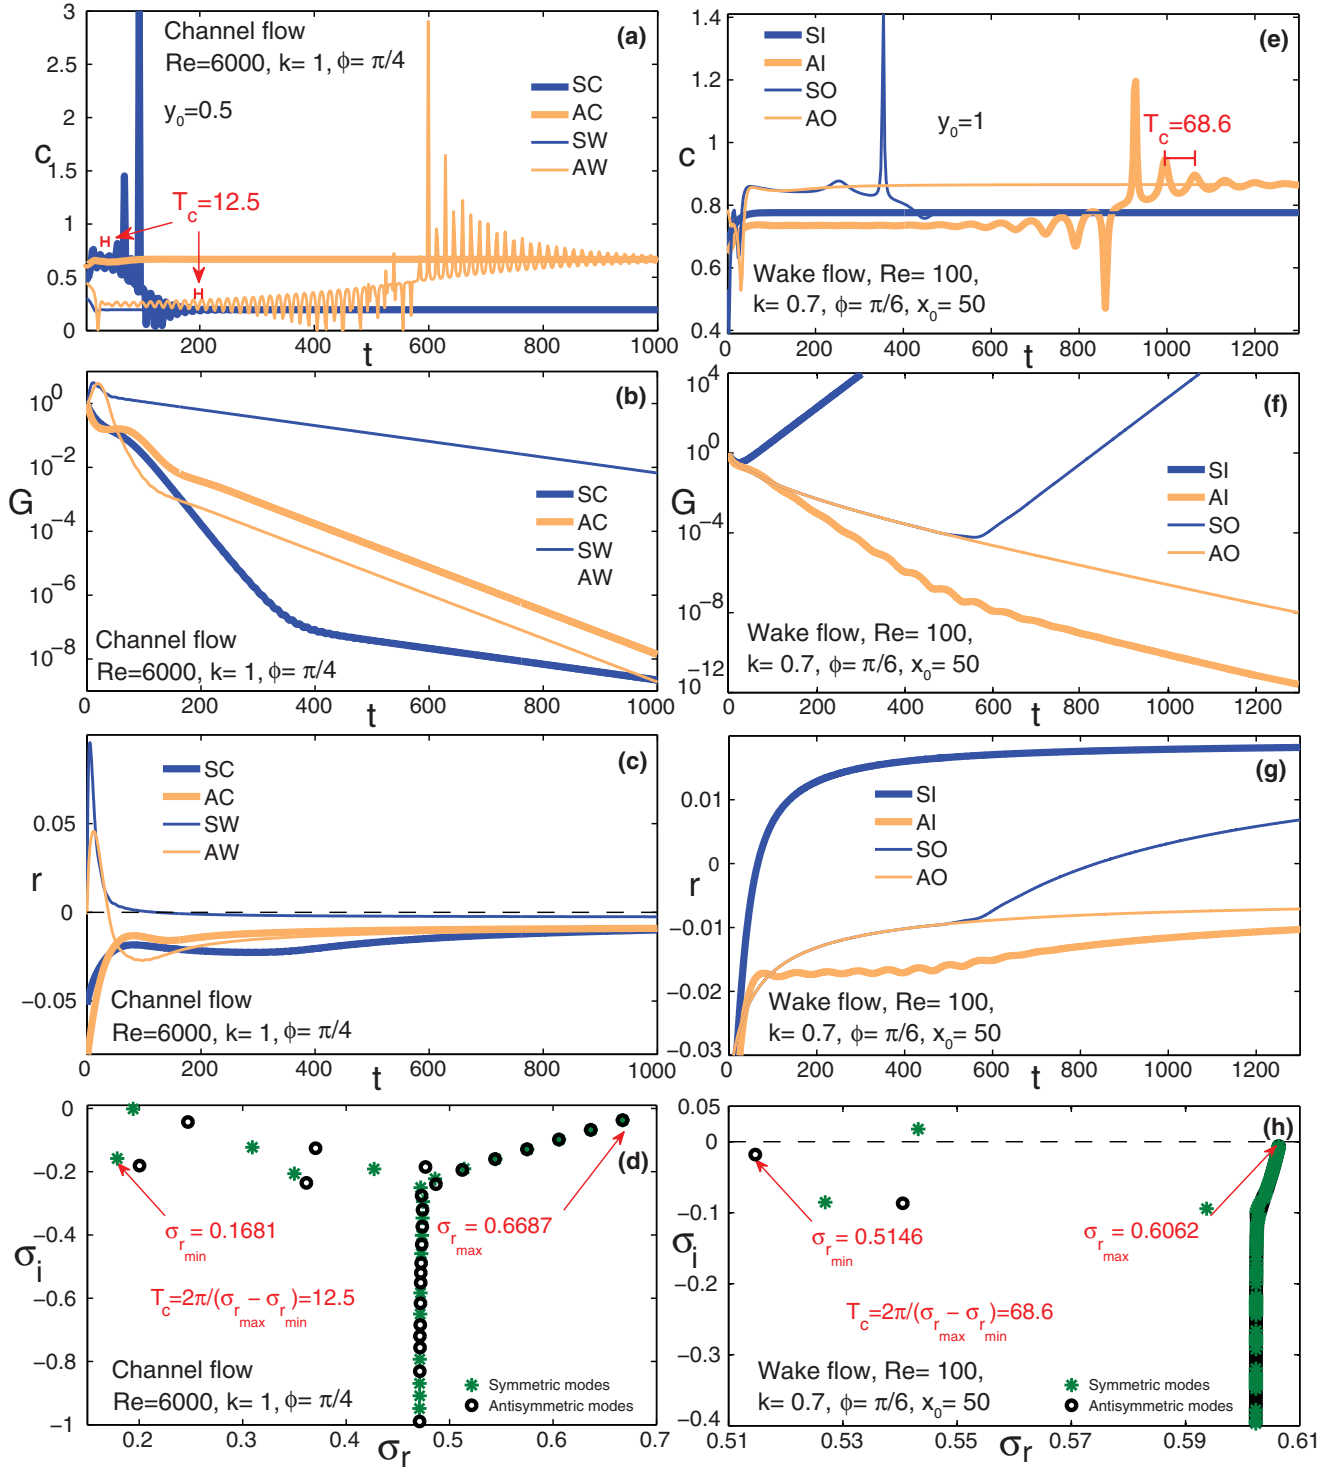 3
2.5
2
1.5
1
0.5
0
c
Channel flow
Re=6000, k= 1, ϕ= π/4
y0=0.5
(a)
SC
AC
SW
AW
Tc=12.5
200
400
600
800
1000
t
10^0
10^−2
10^−4
10^−6
10^−8
G
(b)
SC
AC
SW
AW
Channel flow
Re=6000, k= 1, ϕ= π/4
0
200
400
600
800
1000
t
0.05
0
−0.05
r
(c)
SC
AC
SW
AW
Channel flow
Re=6000, k= 1, ϕ= π/4
0
200
400
600
800
1000
t
0
−0.2
−0.4
−0.6
−0.8
−1
σi
(d)
σrmin = 0.1681
σrmax = 0.6687
Tc=2π/(σrmax − σrmin)=12.5
Channel flow
Re=6000, k= 1, ϕ= π/4
Symmetric modes
Antisymmetric modes
0.2
0.3
0.4
0.5
0.6
0.7
σr
1.4
1.2
1
0.8
0.6
0.4
c
SI
AI
SO
AO
(e)
y0=1
Tc=68.6
Wake flow, Re= 100,
k= 0.7, ϕ= π/6, x0= 50
0
200
400
600
800
1000
1200
t
10^4
10^0
10^−4
10^−8
10^−12
G
(f)
SI
AI
SO
AO
Wake flow, Re= 100,
k= 0.7, ϕ= π/6, x0= 50
0
200
400
600
800
1000
1200
t
0.01
0
−0.01
−0.02
−0.03
r
(g)
SI
AI
SO
AO
Wake flow, Re= 100,
k= 0.7, ϕ= π/6, x0= 50
0
200
400
600
800
1000
1200
t
0.05
0
−0.1
−0.2
−0.3
−0.4
σi
(h)
σrmin = 0.5146
σrmax = 0.6062
Tc=2π/(σrmax − σrmin)=68.6
Wake flow, Re= 100,
k= 0.7, ϕ= π/6, x0= 50
Symmetric modes
Antisymmetric modes
0.51
0.53
0.55
0.57
0.59
0.61
σr